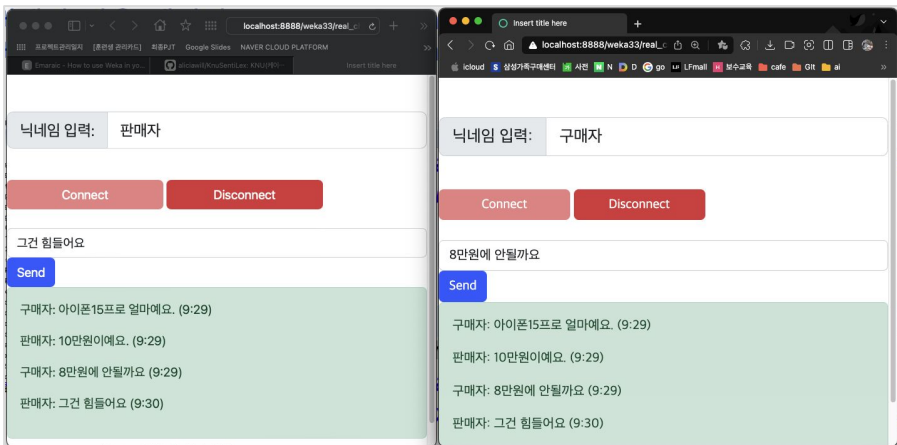 localhost:8888/weka33/real_c
프로젝트관리일지 [훈련생 관리카드] 최종PJT Google Slides NAVER CLOUD PLATFORM
Emaraic - How to use Weka in yo...
Insert title here
닉네임 입력: 판매자
Connect Disconnect
그건 힘들어요
Send
구매자: 아이폰15프로 얼마예요. (9:29)
판매자: 10만원이예요. (9:29)
구매자: 8만원에 안될까요 (9:29)
판매자: 그건 힘들어요 (9:30)
Insert title here
localhost:8888/weka33/real_c
icloud S 삼성가족구매센터 사전 N N D D G go LF LFmall H 보수교육 cafe GIt ai
닉네임 입력: 구매자
Connect Disconnect
8만원에 안될까요
Send
구매자: 아이폰15프로 얼마예요. (9:29)
판매자: 10만원이예요. (9:29)
구매자: 8만원에 안될까요 (9:29)
판매자: 그건 힘들어요 (9:30)